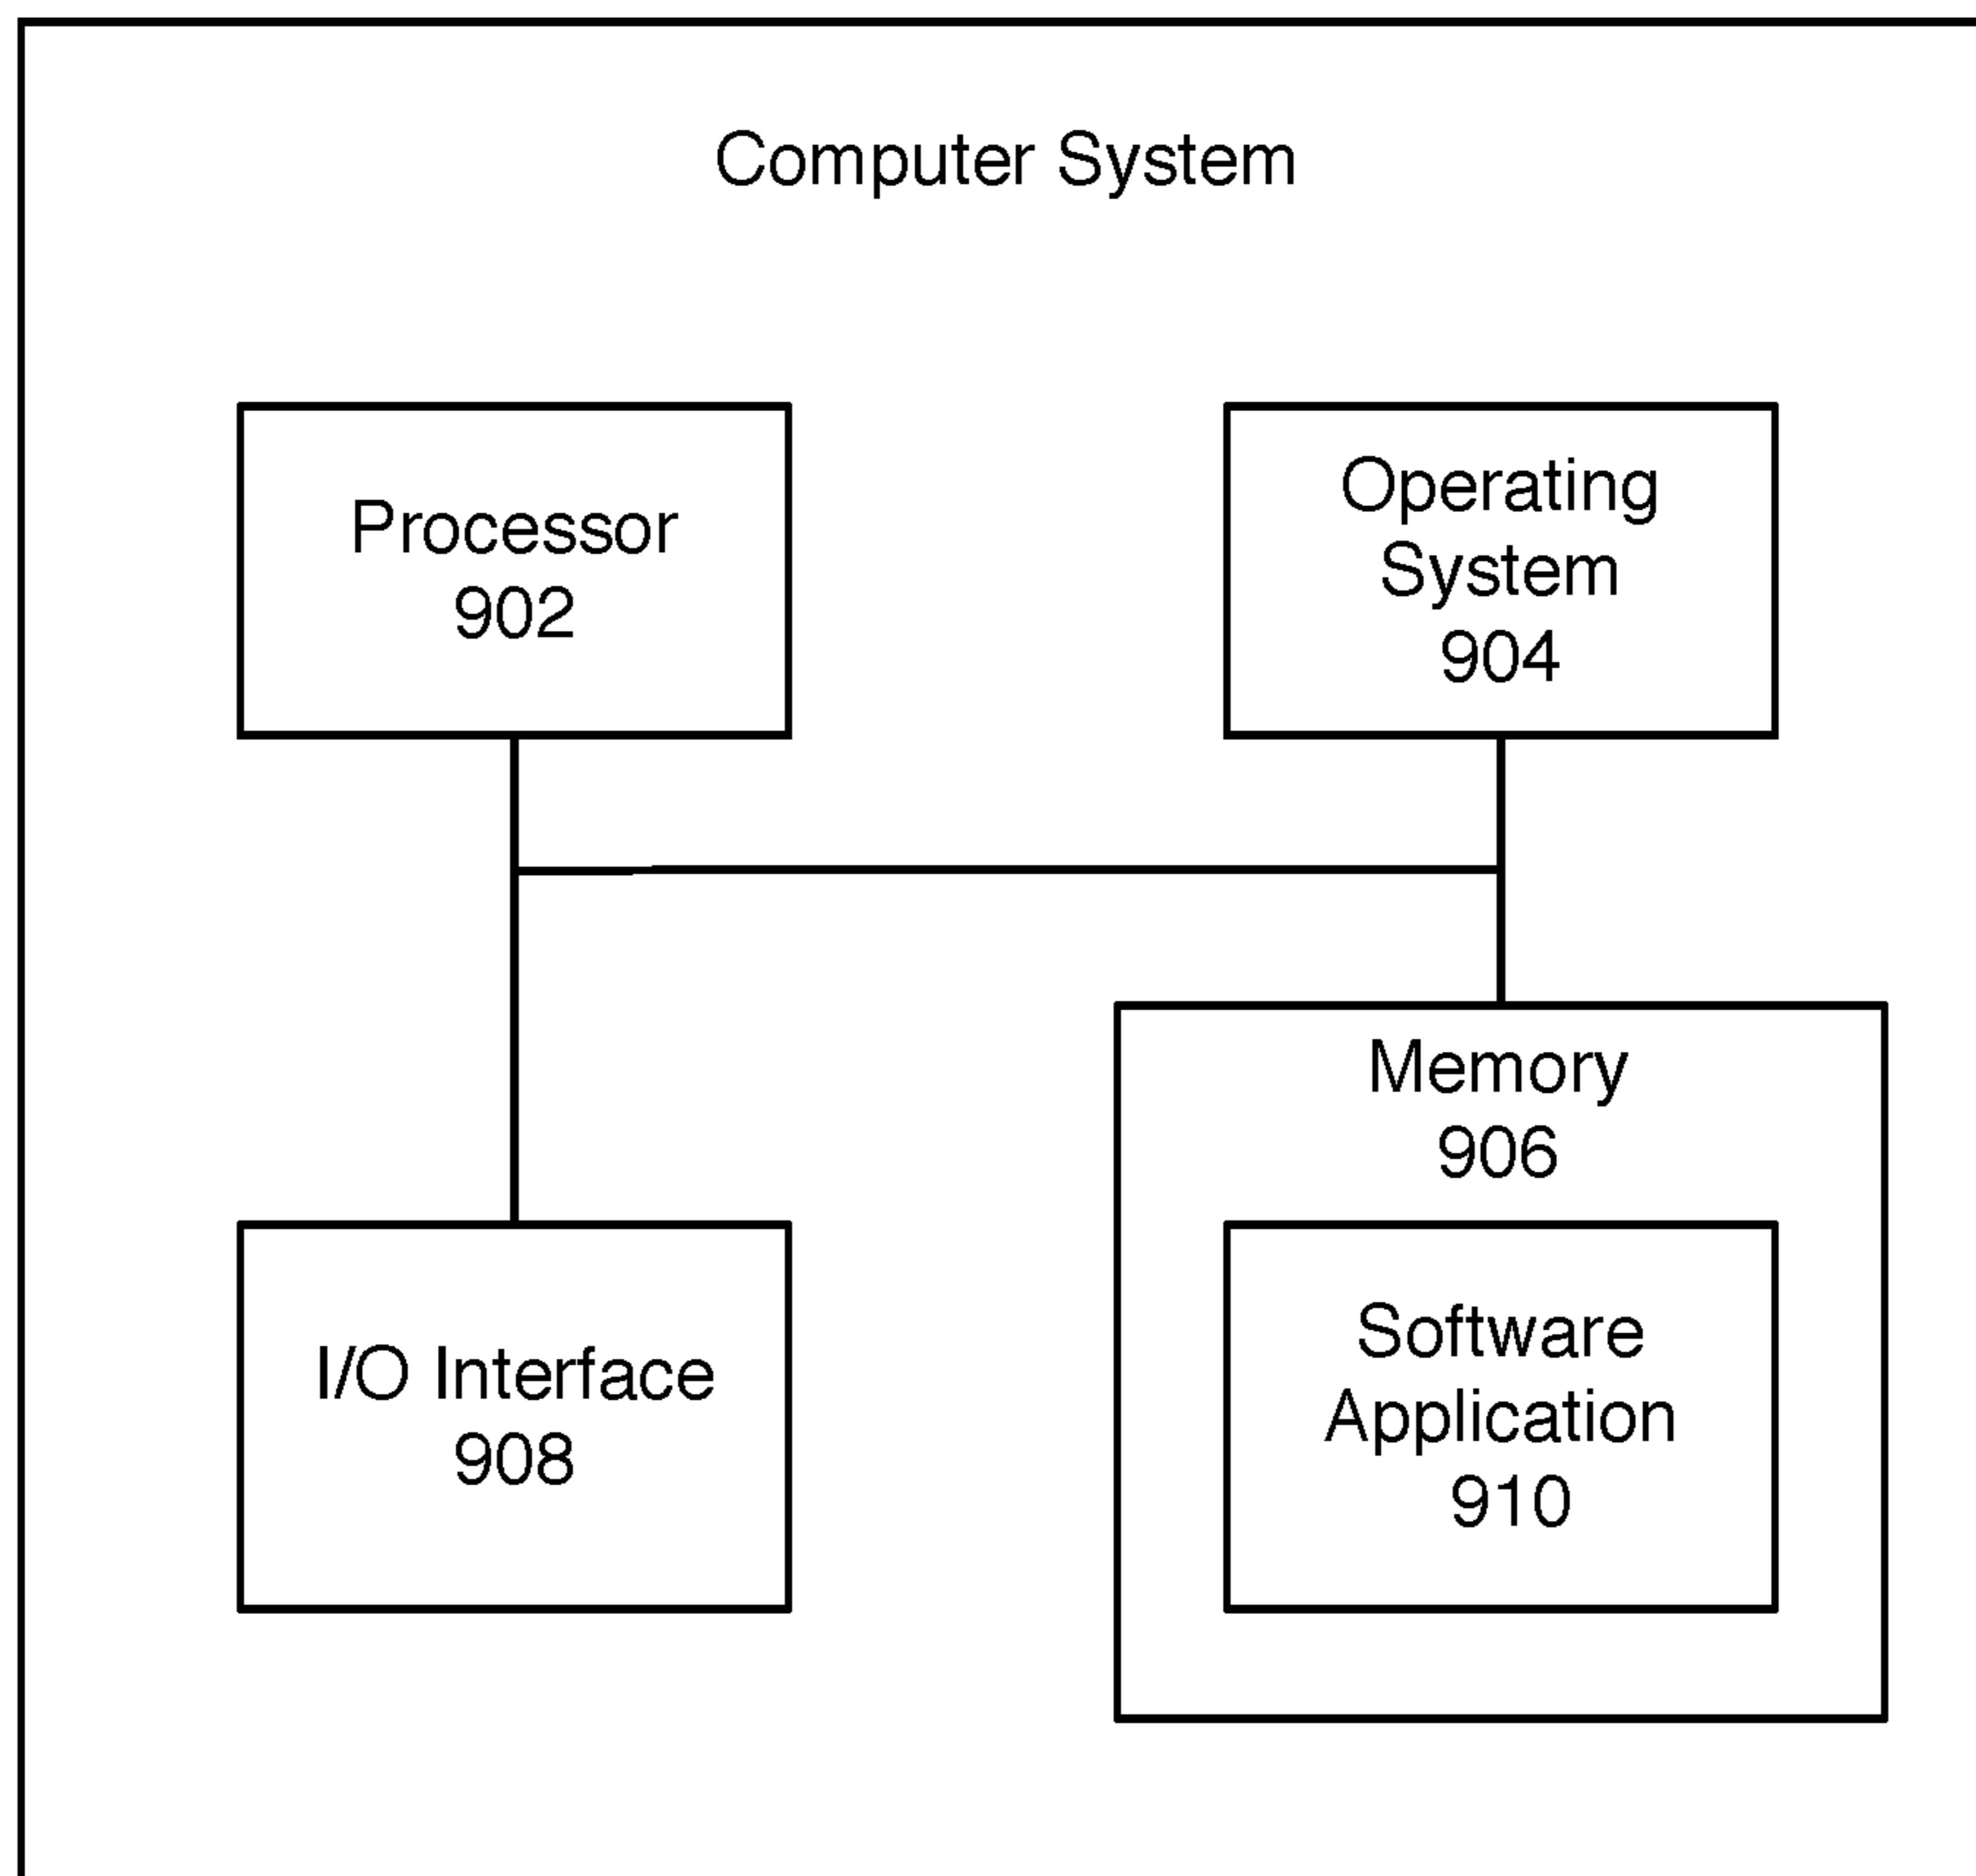 Computer System
Processor
902
Operating
System
904
Memory
906
I/O Interface
908
Software
Application
910